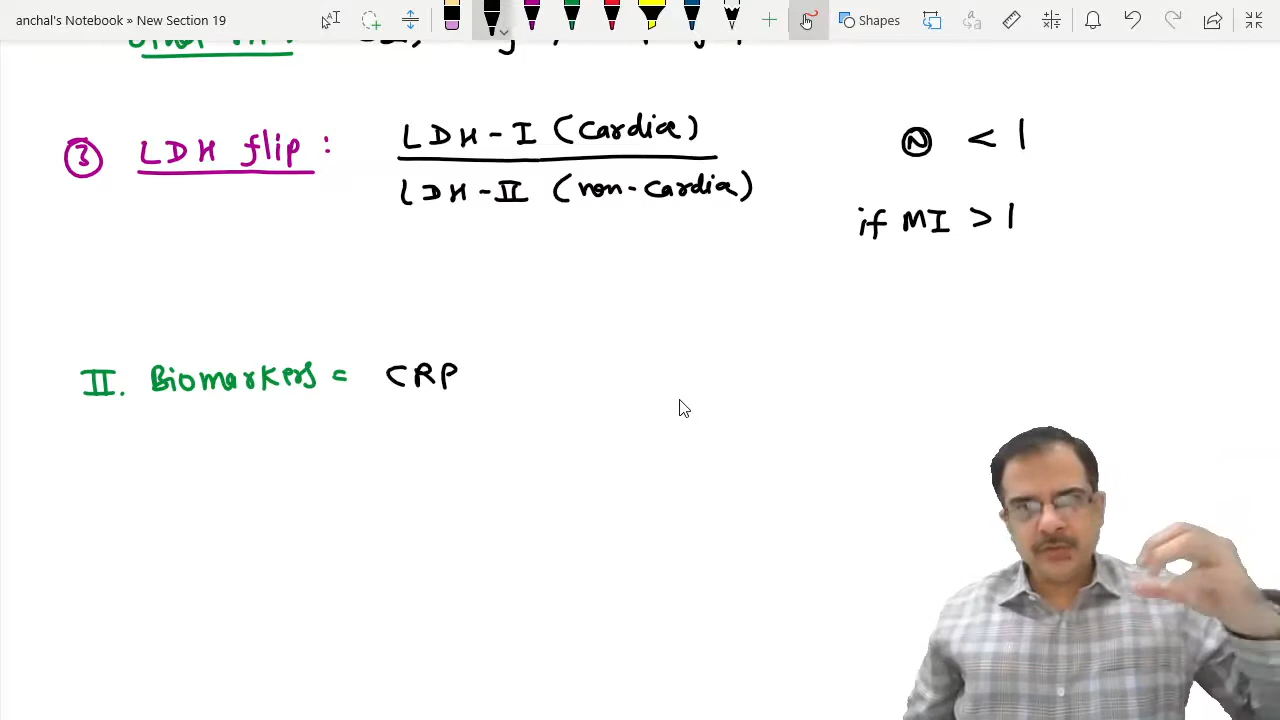 anchal's Notebook » New Section 19
Shapes
③ LDH flip :
LDH - I (cardiac)
LDH - II (non-cardiac)
Ⓝ < 1
if MI > 1
II. Biomarkers = CRP